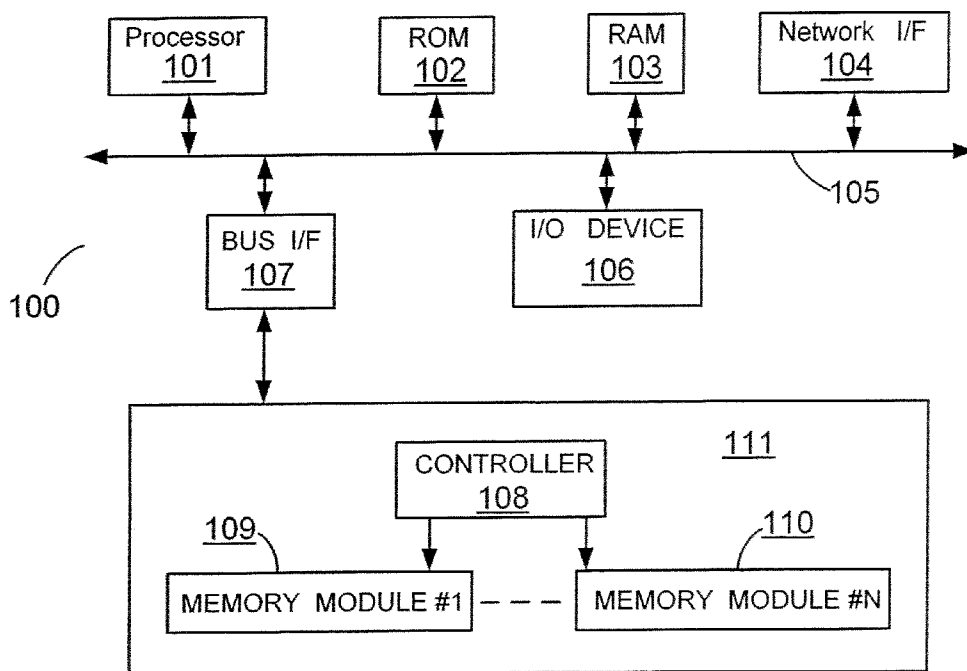 Processor
101
ROM
102
RAM
103
Network I/F
104
105
BUS I/F
107
I/O DEVICE
106
100
111
CONTROLLER
108
109
110
MEMORY MODULE #1
MEMORY MODULE #N